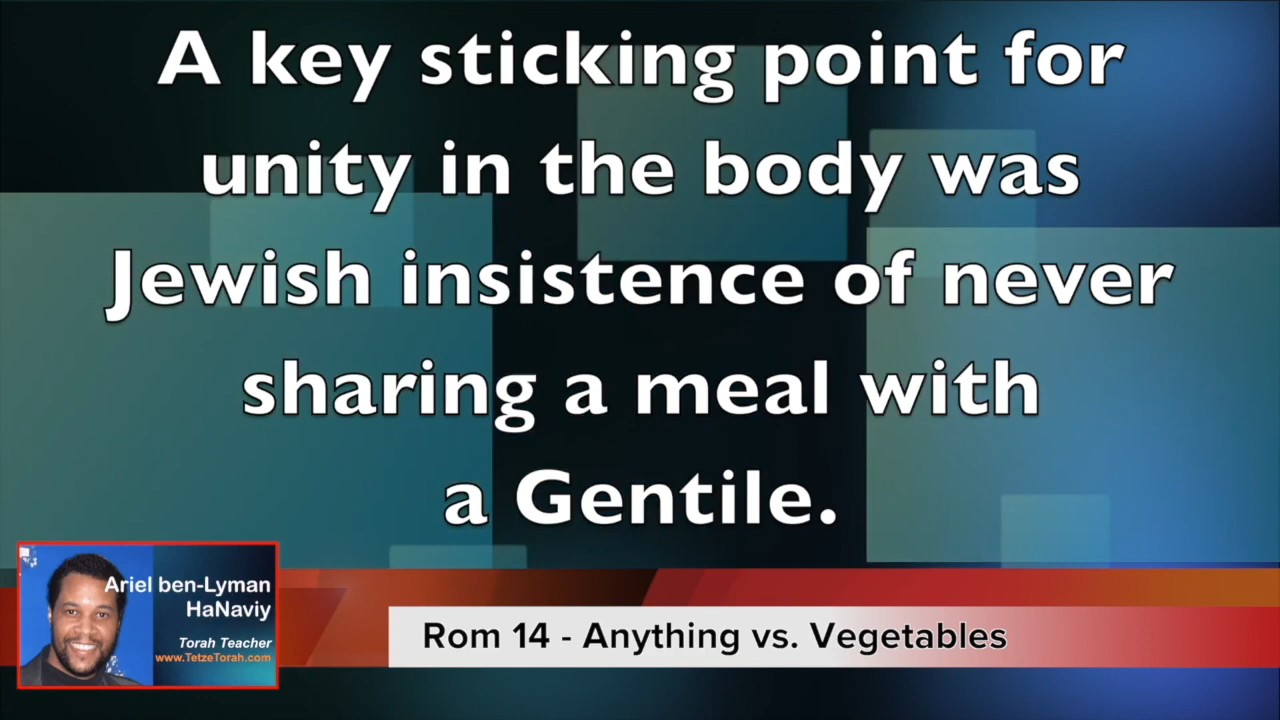 A key sticking point for
unity in the body was
Jewish insistence of never
sharing a meal with
a Gentile.
Ariel ben-Lyman
HaNaviy
Torah Teacher
www.TetzeTorah.com
Rom 14 - Anything vs. Vegetables